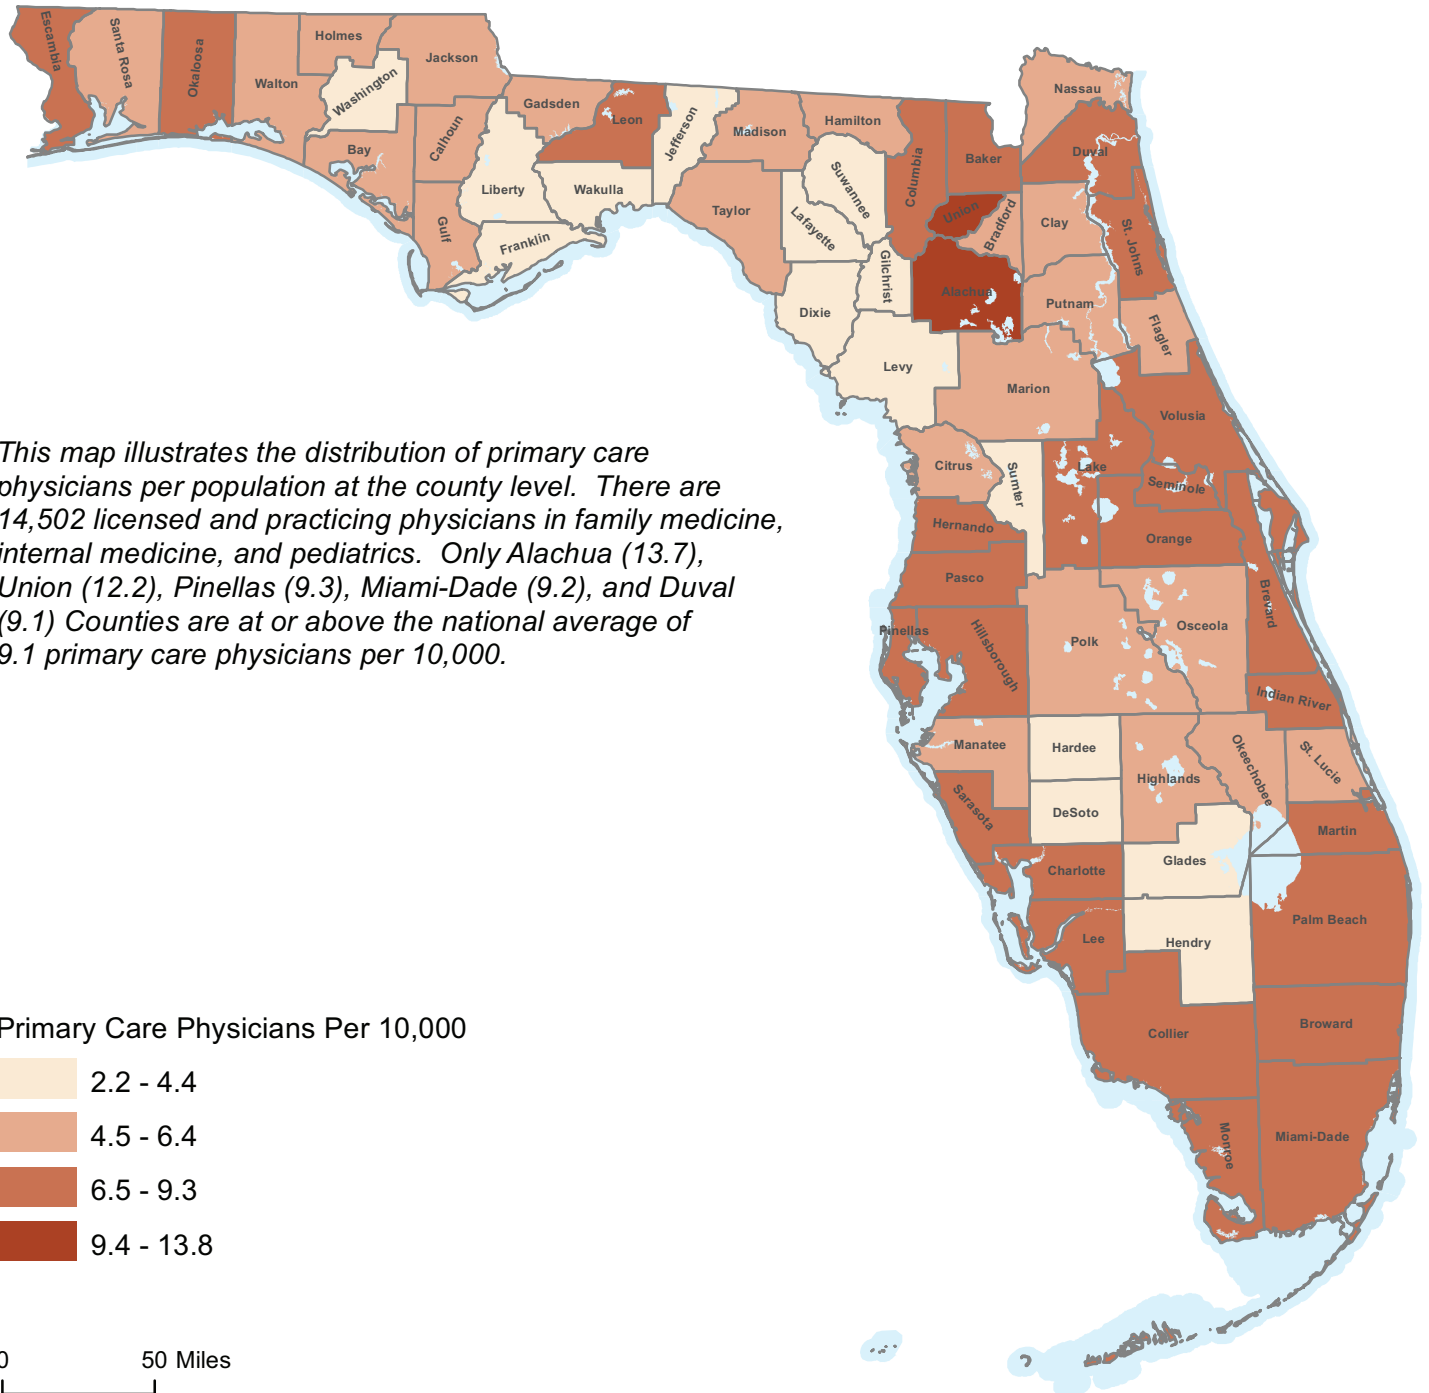 Escambia
Santa Rosa
Okaloosa
Walton
Holmes
Washington
Jackson
Bay
Calhoun
Gulf
Gadsden
Liberty
Franklin
Leon
Wakulla
Jefferson
Madison
Taylor
Hamilton
Suwannee
Lafayette
Dixie
Gilchrist
Columbia
Baker
Union
Bradford
Alachua
Levy
Nassau
Duval
Clay
St. Johns
Putnam
Flagler
Marion
Volusia
This map illustrates the distribution of primary care
physicians per population at the county level. There are
14,502 licensed and practicing physicians in family medicine,
internal medicine, and pediatrics. Only Alachua (13.7),
Union (12.2), Pinellas (9.3), Miami-Dade (9.2), and Duval
(9.1) Counties are at or above the national average of
9.1 primary care physicians per 10,000.
Citrus
Sumter
Lake
Seminole
Hernando
Orange
Pasco
Brevard
Pinellas
Hillsborough
Polk
Osceola
Indian River
Manatee
Hardee
Highlands
Okeechobee
St. Lucie
Sarasota
DeSoto
Martin
Charlotte
Glades
Lee
Hendry
Palm Beach
Collier
Broward
Monroe
Miami-Dade
Primary Care Physicians Per 10,000
2.2 - 4.4
4.5 - 6.4
6.5 - 9.3
9.4 - 13.8
0 50 Miles